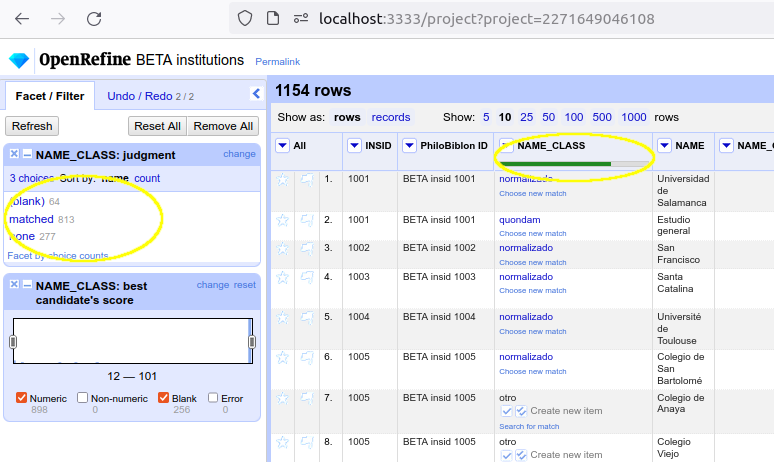 localhost:3333/project?project=2271649046108
OpenRefine BETA institutions Permalink
Facet / Filter Undo / Redo 2 / 2
Refresh Reset All Remove All
NAME_CLASS: judgment change
3 choices Sort by: name count
(blank) 64
matched 813
none 277
Facet by choice counts
NAME_CLASS: best candidate's score change reset
12 — 101
Numeric Non-numeric Blank Error
898 0 256 0
1154 rows
Show as: rows records Show: 5 10 25 50 100 500 1000 rows
All INSID PhiloBiblon ID NAME_CLASS NAME NAME_C
1. 1001 BETA insid 1001 normalizado Universidad de Salamanca
Choose new match
2. 1001 BETA insid 1001 quondam Estudio general
Choose new match
3. 1002 BETA insid 1002 normalizado San Francisco
Choose new match
4. 1003 BETA insid 1003 normalizado Santa Catalina
Choose new match
5. 1004 BETA insid 1004 normalizado Université de Toulouse
Choose new match
6. 1005 BETA insid 1005 normalizado Colegio de San Bartolomé
Choose new match
7. 1005 BETA insid 1005 otro Colegio de Anaya
Create new item
Search for match
8. 1005 BETA insid 1005 otro Colegio Viejo
Create new item